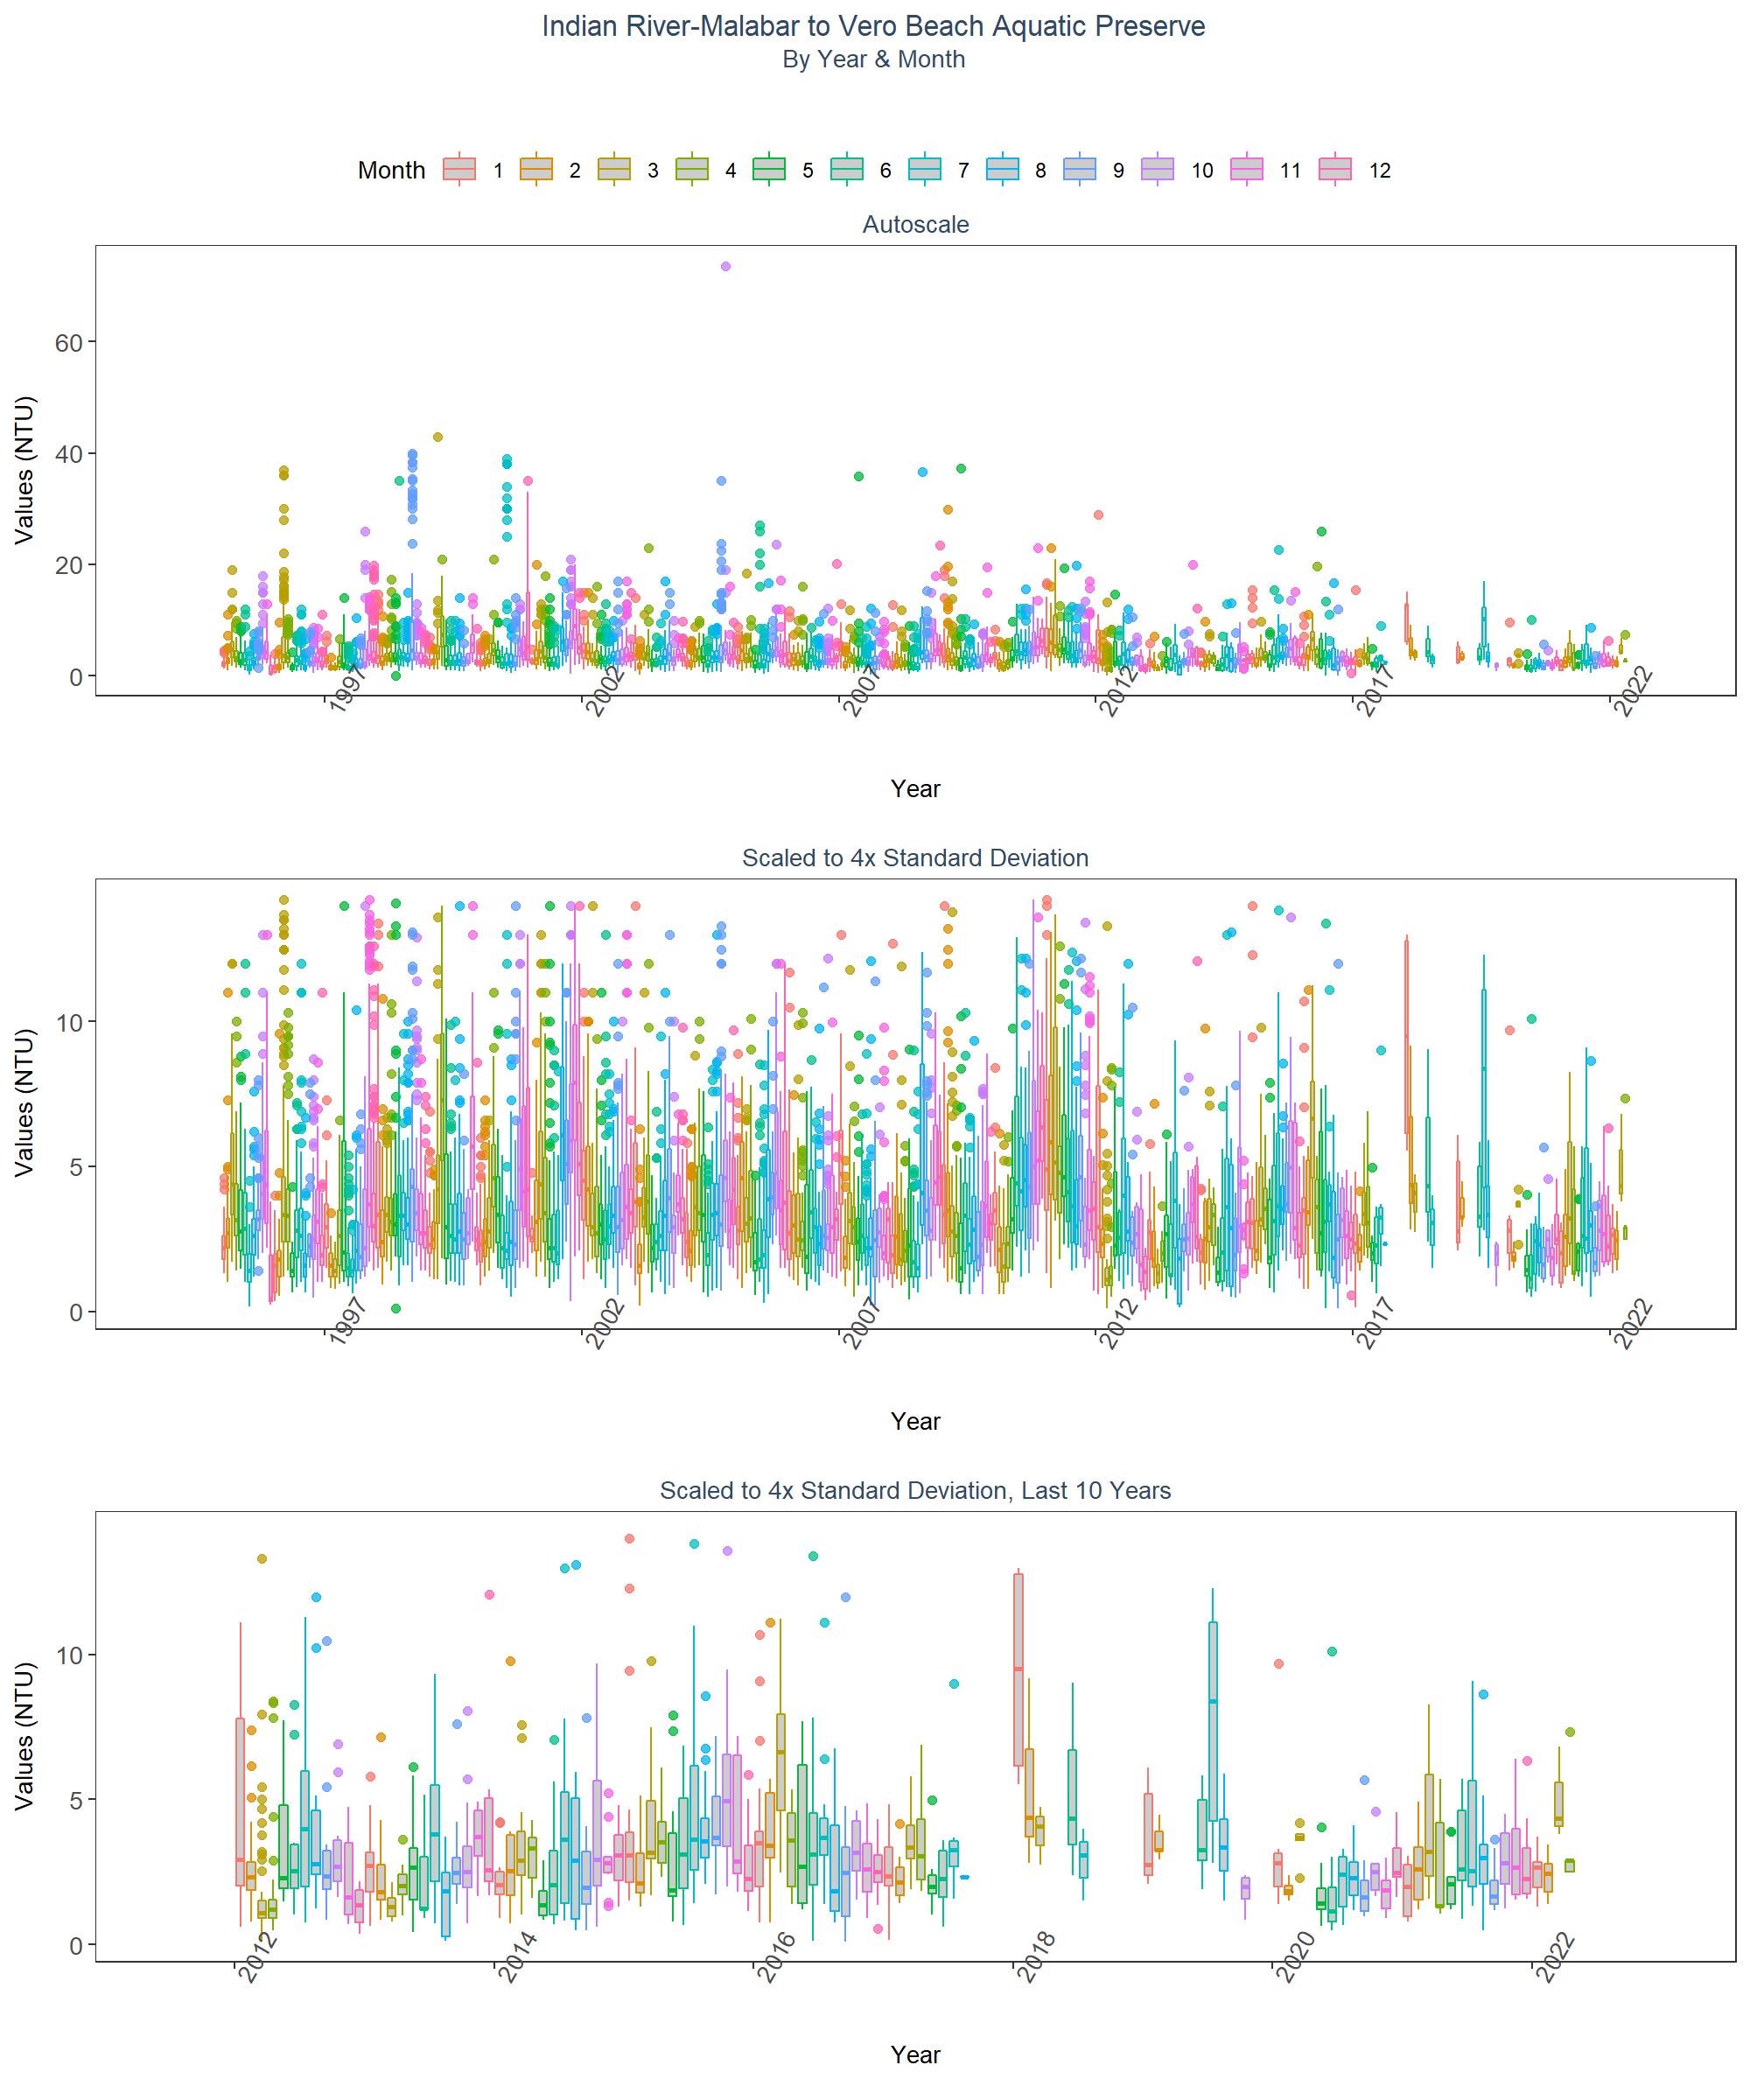 Indian River-Malabar to Vero Beach Aquatic Preserve
By Year & Month
Month 1 2 3 4 5 6 7 8 9 10 11 12
Autoscale
Values (NTU)
60
40
20
0
1997 2002 2007 2012 2017 2022
Year
Scaled to 4x Standard Deviation
Values (NTU)
10
5
0
1997 2002 2007 2012 2017 2022
Year
Scaled to 4x Standard Deviation, Last 10 Years
Values (NTU)
10
5
0
2012 2014 2016 2018 2020 2022
Year